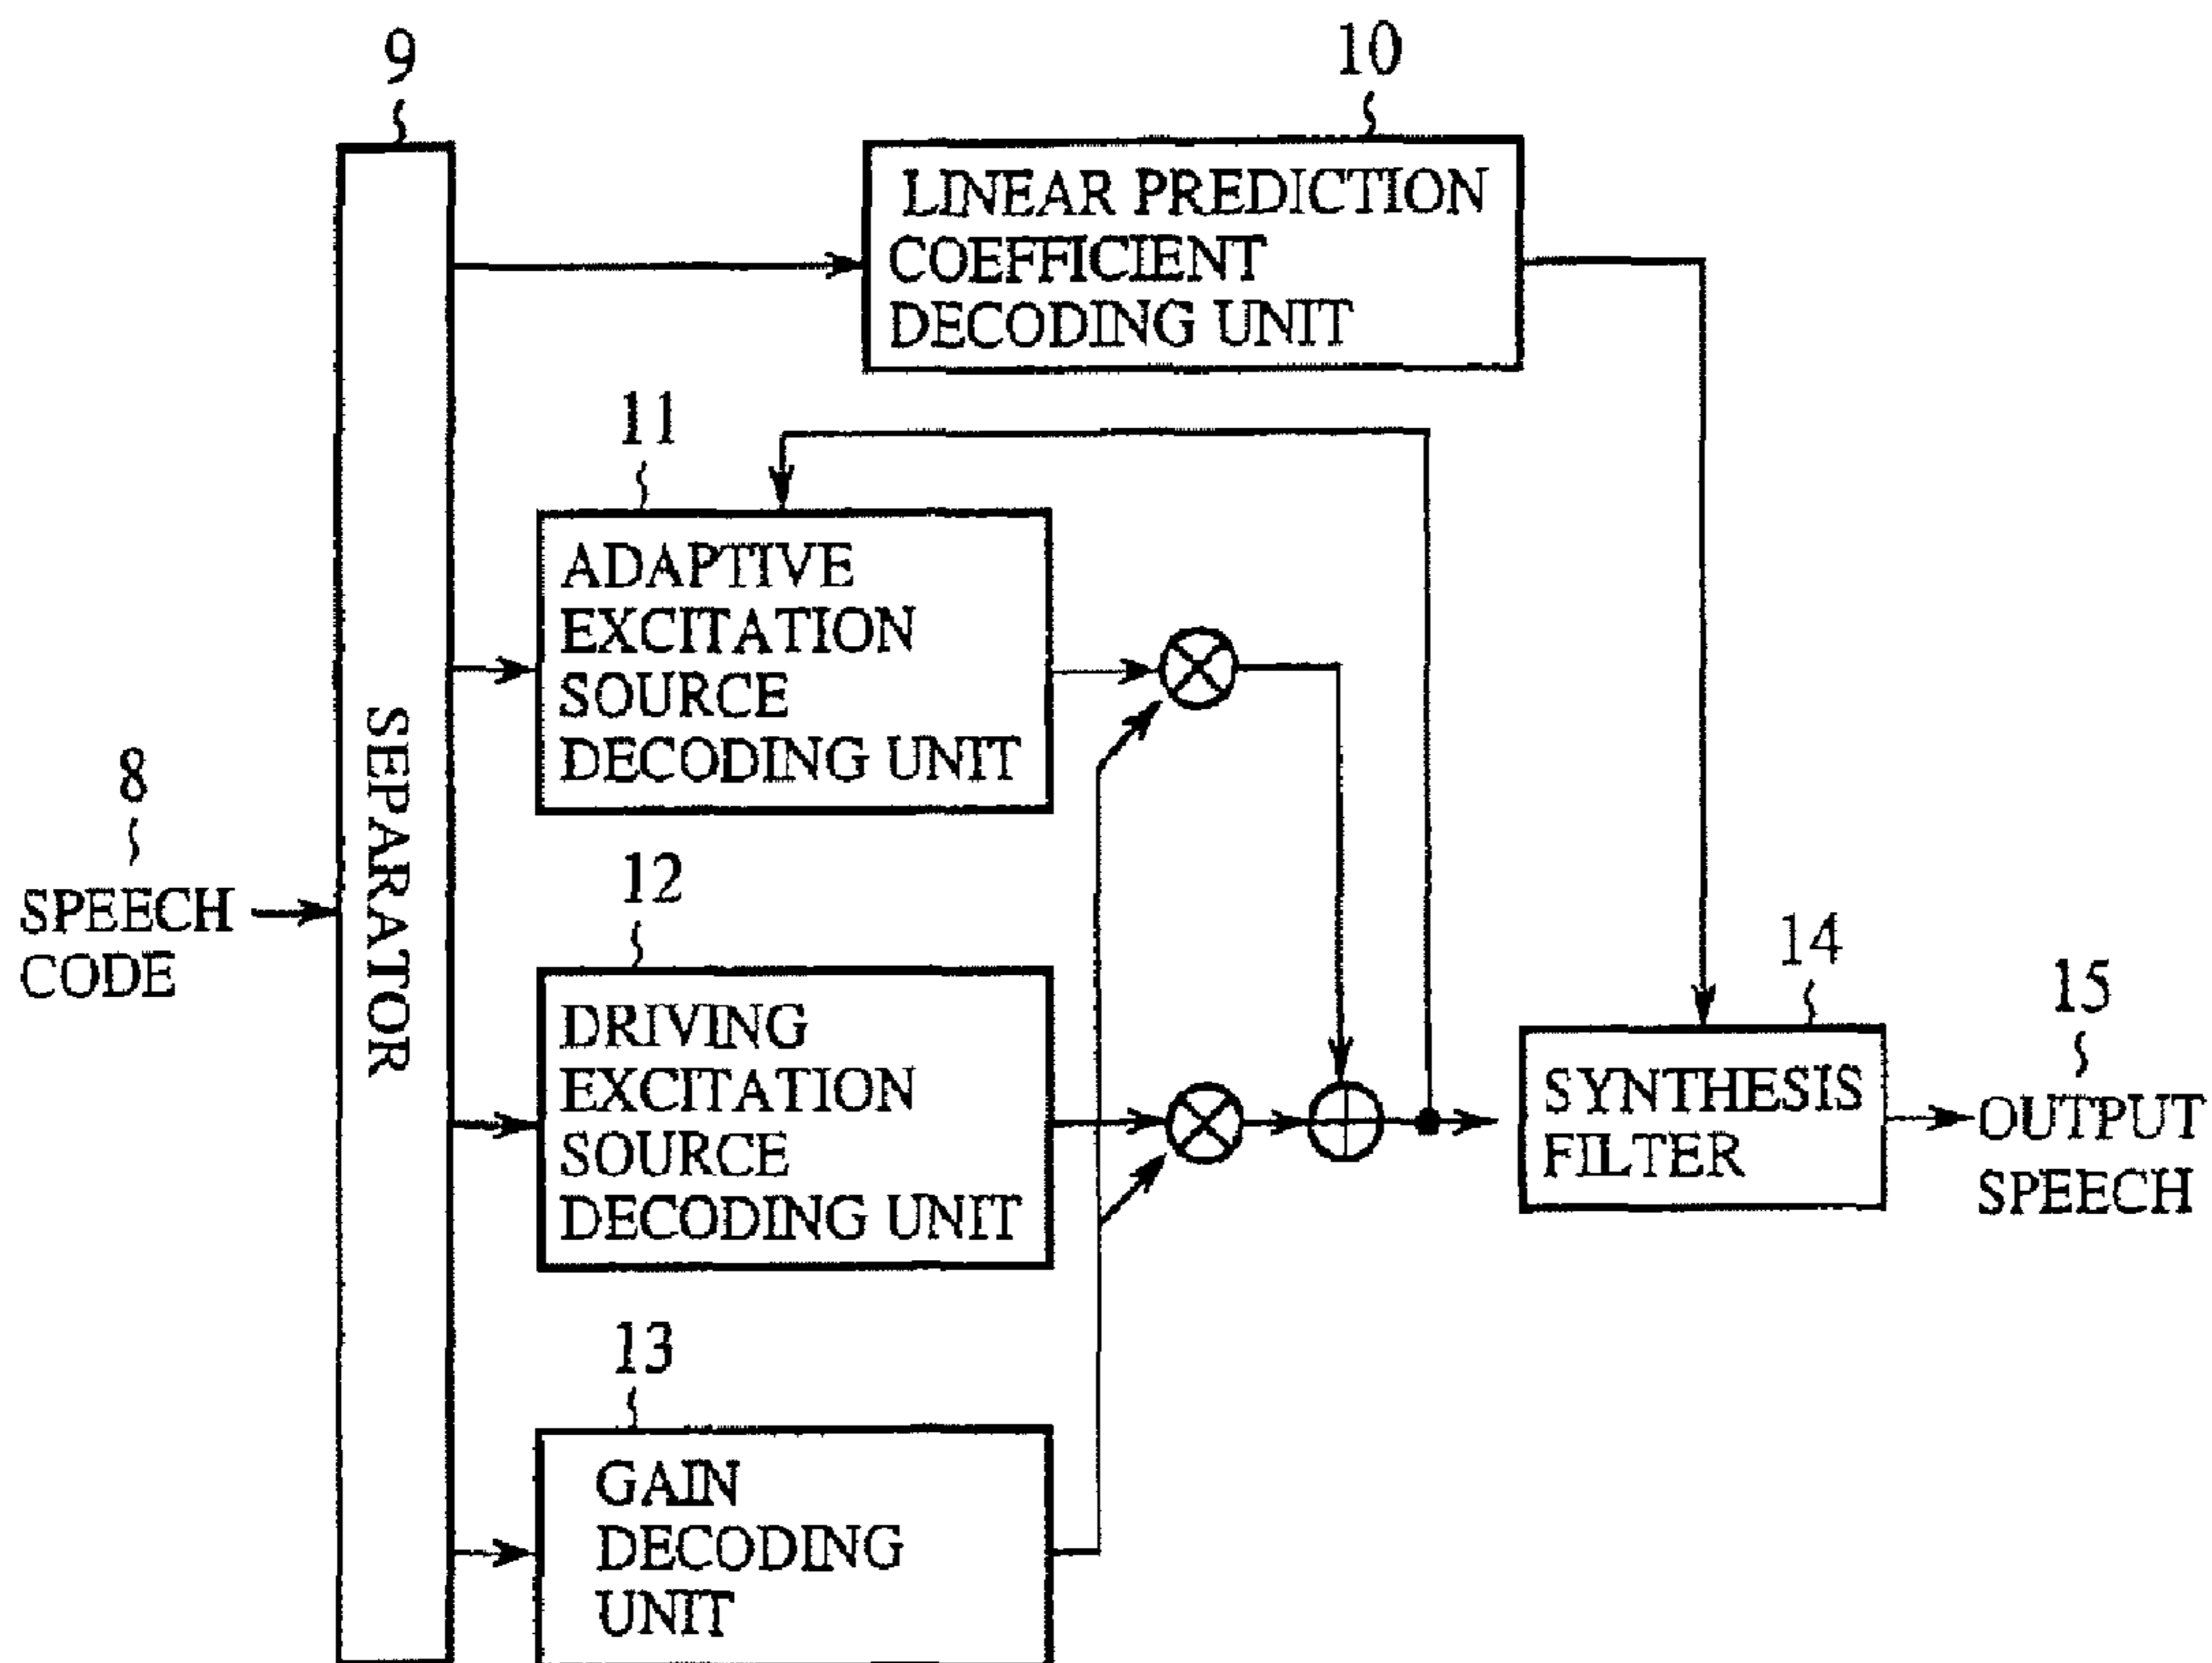 9
10
LINEAR PREDICTION
COEFFICIENT
DECODING UNIT
11
ADAPTIVE
EXCITATION
SOURCE
DECODING UNIT
SEPARATOR
8
SPEECH
CODE
12
DRIVING
EXCITATION
SOURCE
DECODING UNIT
14
SYNTHESIS
FILTER
15
OUTPUT
SPEECH
13
GAIN
DECODING
UNIT